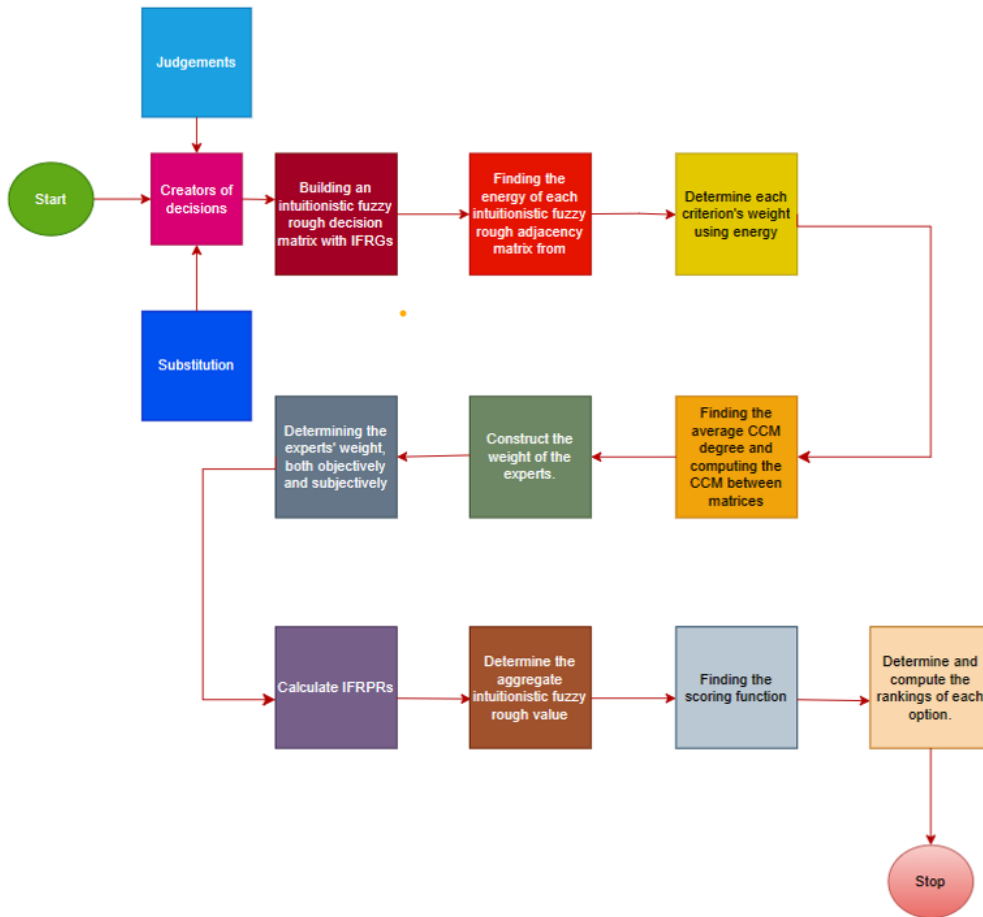 Judgements
Start
Creators of
decisions
Building an
intuitionistic fuzzy
rough decision
matrix with IFRGs
Finding the
energy of each
intuitionistic fuzzy
rough adjacency
matrix from
Determine each
criterion's weight
using energy
Substitution
Determining the
experts' weight,
both objectively
and subjectively
Construct the
weight of the
experts.
Finding the
average CCM
degree and
computing the
CCM between
matrices
Calculate IFRPRs
Determine the
aggregate
intuitionistic fuzzy
rough value
Finding the
scoring function
Determine and
compute the
rankings of each
option.
Stop